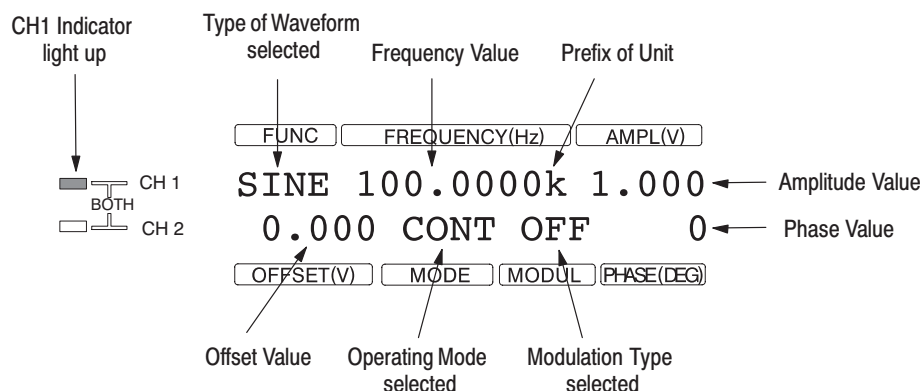 CH1 Indicator
light up
Type of Waveform
selected
Frequency Value
Prefix of Unit
FUNC
FREQUENCY(Hz)
AMPL(V)
CH 1
BOTH
CH 2
SINE 100.0000k 1.000
0.000 CONT OFF 0
Amplitude Value
Phase Value
OFFSET(V)
MODE
MODUL
PHASE(DEG)
Offset Value
Operating Mode
selected
Modulation Type
selected